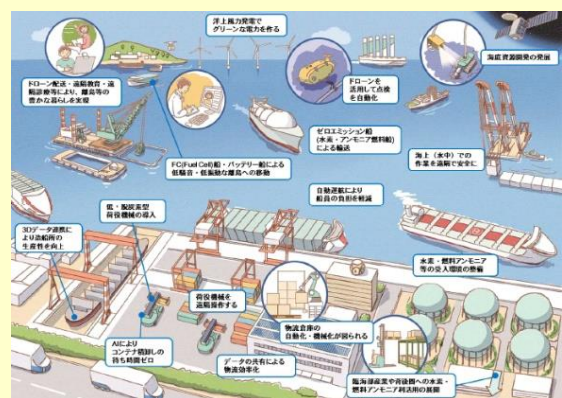 洋上風力発電で
グリーンな電力を作る
海底資源開発の発展
ドローン配送・遠隔教育・遠
隔診療等により、離島等の
豊かな暮らしを実現
ドローンを
活用して点検
を自動化
ゼロエミッション船
(水素・アンモニア燃料船)
による輸送
FC(Fuel Cell)船・バッテリー船による
低騒音・低振動な離島への移動
海上(水中)での
作業を遠隔で安全に
低・脱炭素型
荷役機械の導入
自動運航により
船員の負担を軽減
3Dデータ連携に
より造船所の
生産性を向上
水素・燃料アンモニア
等の受入環境の整備
荷役機械を
遠隔操作する
物流倉庫の
自動化・機械化が図られる
AIにより
コンテナ積卸しの
待ち時間ゼロ
データの共有による
物流効率化
臨海部産業や背後圏への水素・
燃料アンモニア利活用の展開